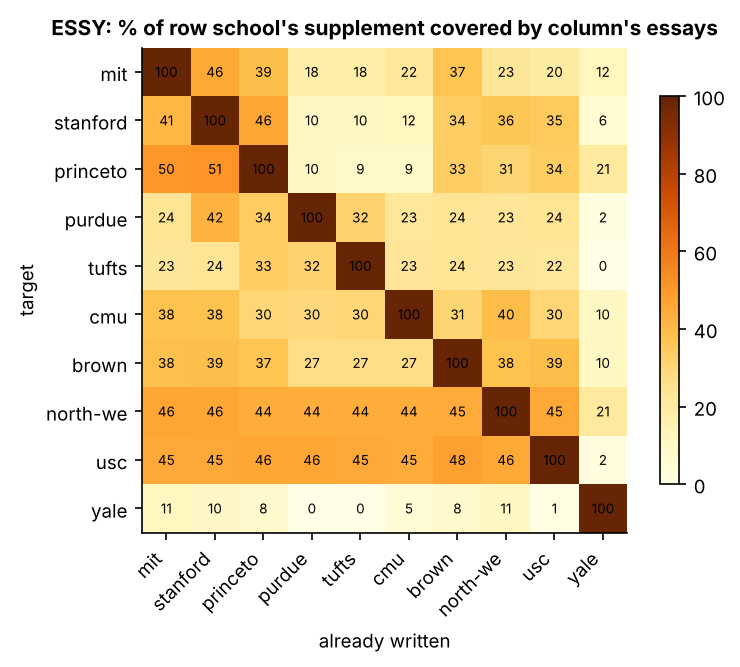 ESSY: % of row school's supplement covered by column's essays
mit 100 46 39 18 18 22 37 23 20 12
stanford 41 100 46 10 10 12 34 36 35 6
princeto 50 51 100 10 9 9 33 31 34 21
purdue 24 42 34 100 32 23 24 23 24 2
tufts 23 24 33 32 100 23 24 23 22 0
cmu 38 38 30 30 30 100 31 40 30 10
brown 38 39 37 27 27 27 100 38 39 10
north-we 46 46 44 44 44 44 45 100 45 21
usc 45 45 46 46 45 45 48 46 100 2
yale 11 10 8 0 0 5 8 11 1 100
mit stanford princeto purdue tufts cmu brown north-we usc yale
already written
target
100
80
60
40
20
0